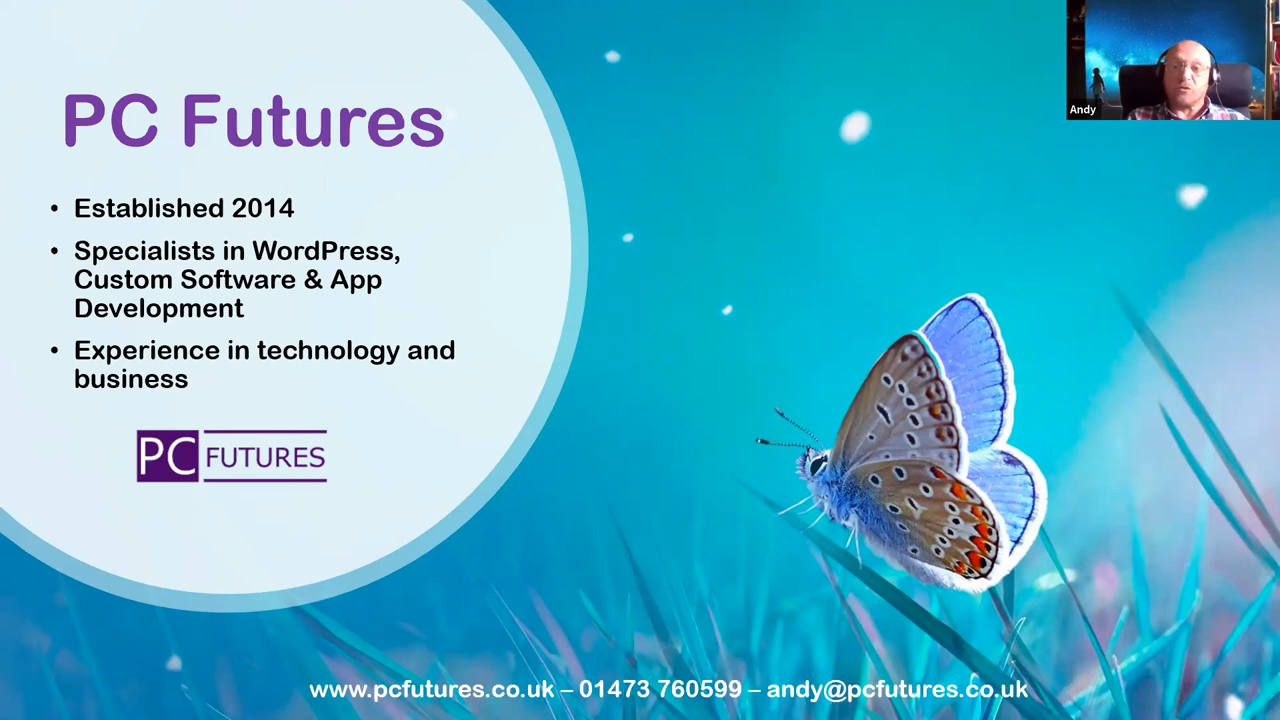 PC Futures
• Established 2014
• Specialists in WordPress,
Custom Software & App
Development
• Experience in technology and
business
PC FUTURES
www.pcfutures.co.uk – 01473 760599 – andy@pcfutures.co.uk
Andy